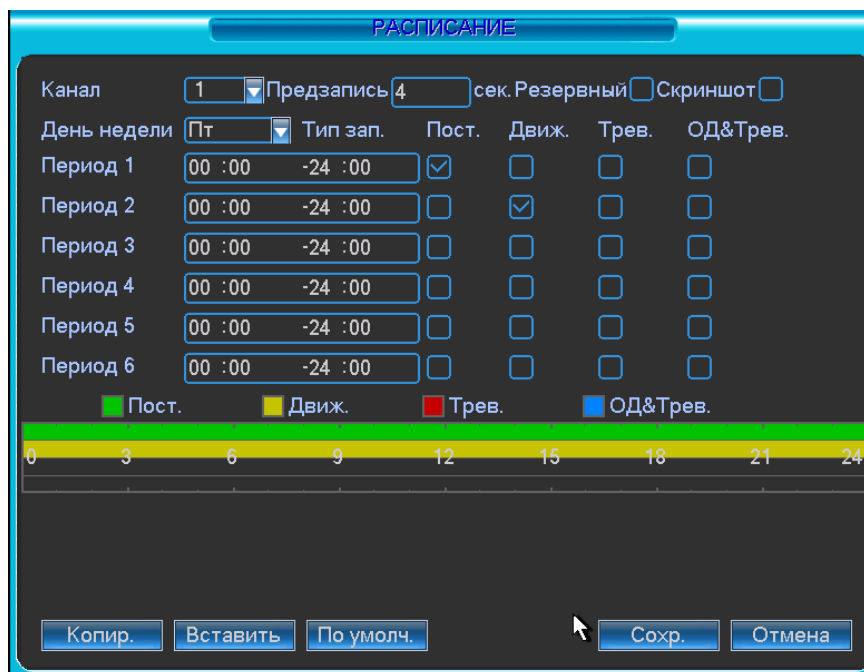 РАСПИСАНИЕ
Канал 1 Предзапись 4 сек. Резервный Скриншот
День недели Пт Тип зап. Пост. Движ. Трев. ОД&Трев.
Период 1 00 :00 -24 :00
Период 2 00 :00 -24 :00
Период 3 00 :00 -24 :00
Период 4 00 :00 -24 :00
Период 5 00 :00 -24 :00
Период 6 00 :00 -24 :00
Пост. Движ. Трев. ОД&Трев.
0 3 6 9 12 15 18 21 24
Копир. Вставить По умолч. Сохр. Отмена